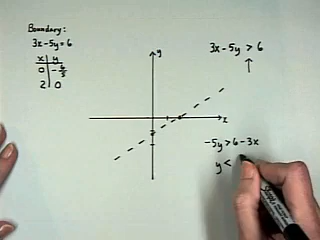 Boundary:
3x-5y=6
x y
0 -6/5
2 0
3x-5y > 6
y
x
-5y > 6-3x
y <